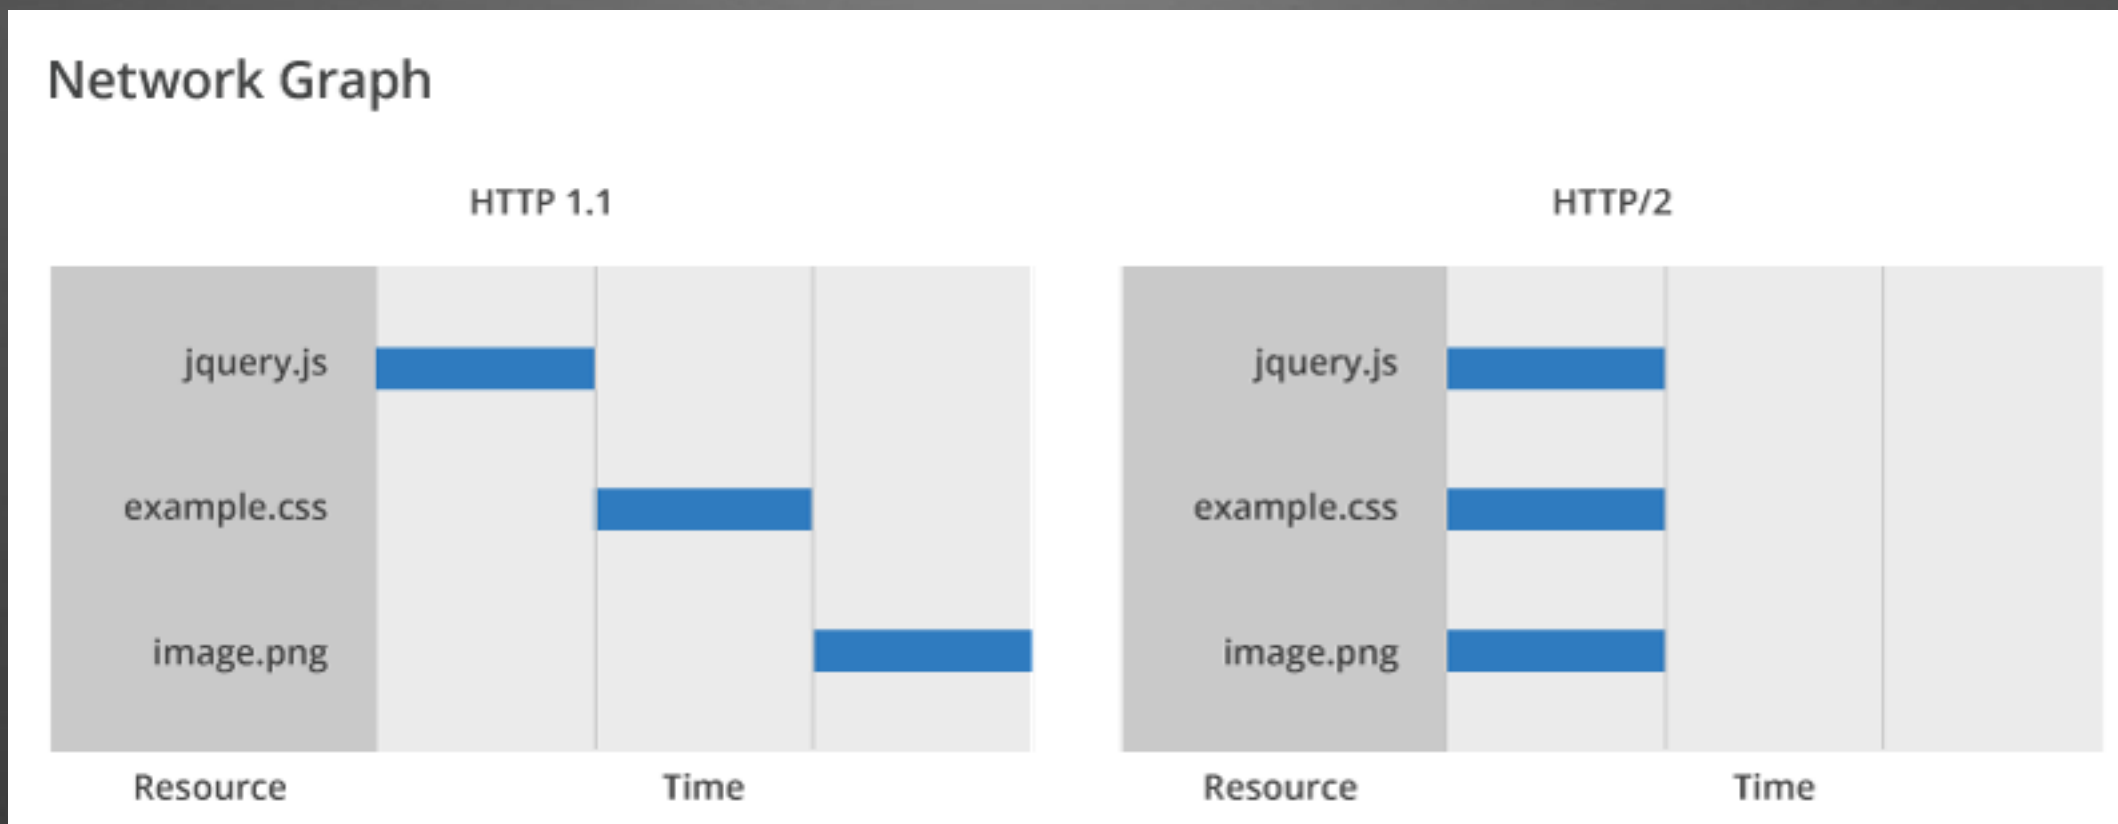 Network Graph
HTTP 1.1
jquery.js
example.css
image.png
Resource Time
HTTP/2
jquery.js
example.css
image.png
Resource Time